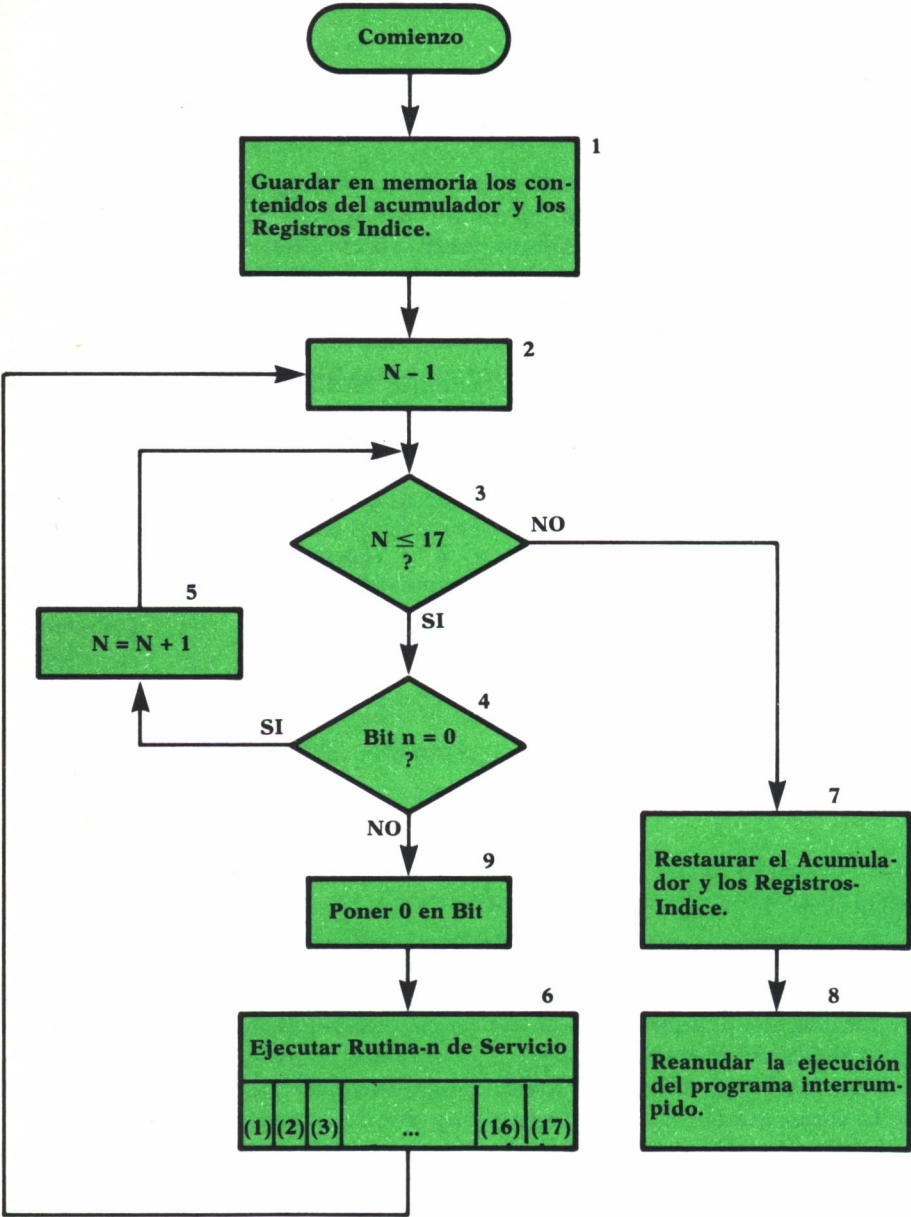 Comienzo
1
Guardar en memoria los con-
tenidos del acumulador y los
Registros Indice.
2
N – 1
3
N ≤ 17
?
NO
SI
5
N = N + 1
4
Bit n = 0
?
SI
NO
9
Poner 0 en Bit
6
Ejecutar Rutina-n de Servicio
(1) (2) (3) ... (16) (17)
7
Restaurar el Acumula-
dor y los Registros-
Indice.
8
Reanudar la ejecución
del programa interrum-
pido.